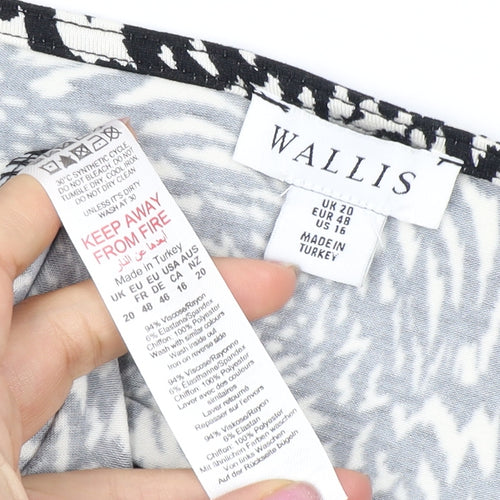 WALLIS
UK 20
EUR 48
US 16
MADE IN
TURKEY
30°C SYNTHETIC CYCLE
DO NOT BLEACH DO NOT
TUMBLE DRY COOL IRON
DO NOT DRY CLEAN
UNLESS IT'S DIRTY
WASH AT 30
KEEP AWAY
FROM FIRE
أبعدها عن النار
Made in Turkey
UK EU EU USA AUS
FR DE CA NZ
20 48 46 16 20
94% Viscose/Rayon
6% Elastane/Spandex
Chiffon: 100% Polyester
Wash with similar colours
Wash inside out
Iron on reverse side
94% Viscose/Rayonne
6% Elasthanne/Spandex
Chiffon: 100% Polyester
Laver avec des couleurs
similaires
Laver retourné
Repasser sur l'envers
94% Viskose/Rayon
6% Elastan
Chiffon: 100% Polyester
Mit ähnlichen Farben waschen
Von links Waschen
Auf der Rückseite bügeln